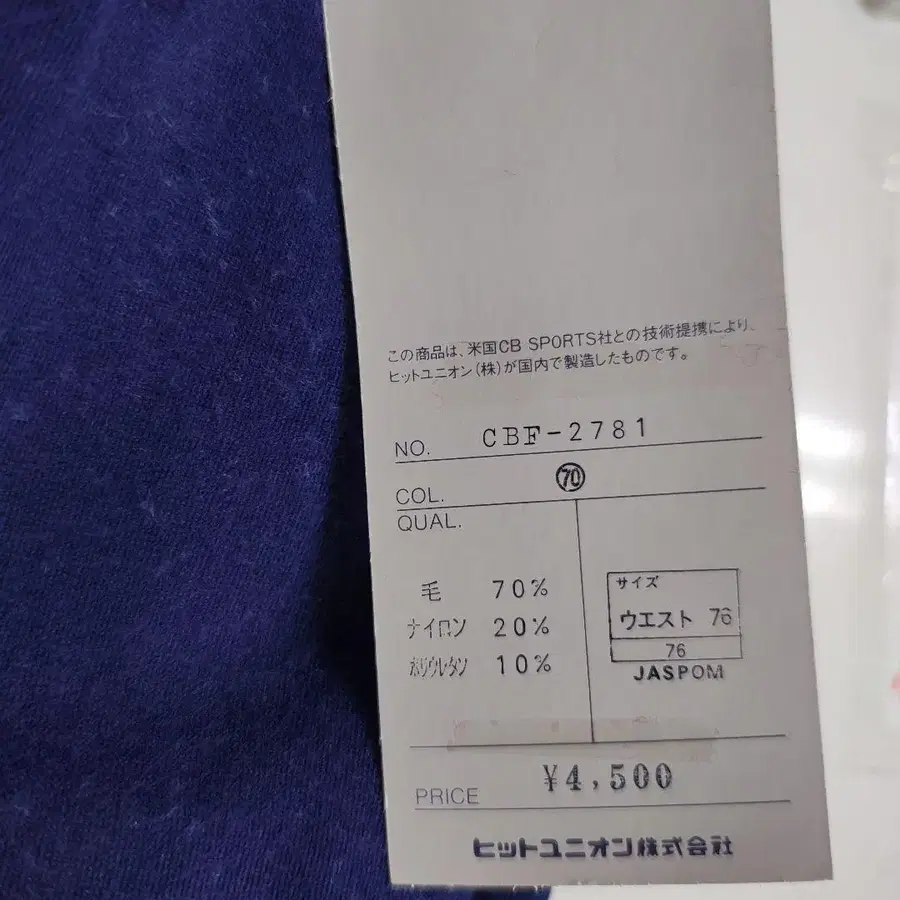 この商品は、米国CB SPORTS社との技術提携により、
ヒットユニオン(株)が国内で製造したものです。
NO. CBF-2781
COL. 70
QUAL.
毛 70%
ナイロン 20%
ポリウレタン 10%
サイズ
ウエスト 76
76
JASPOM
PRICE ¥4,500
ヒットユニオン株式会社